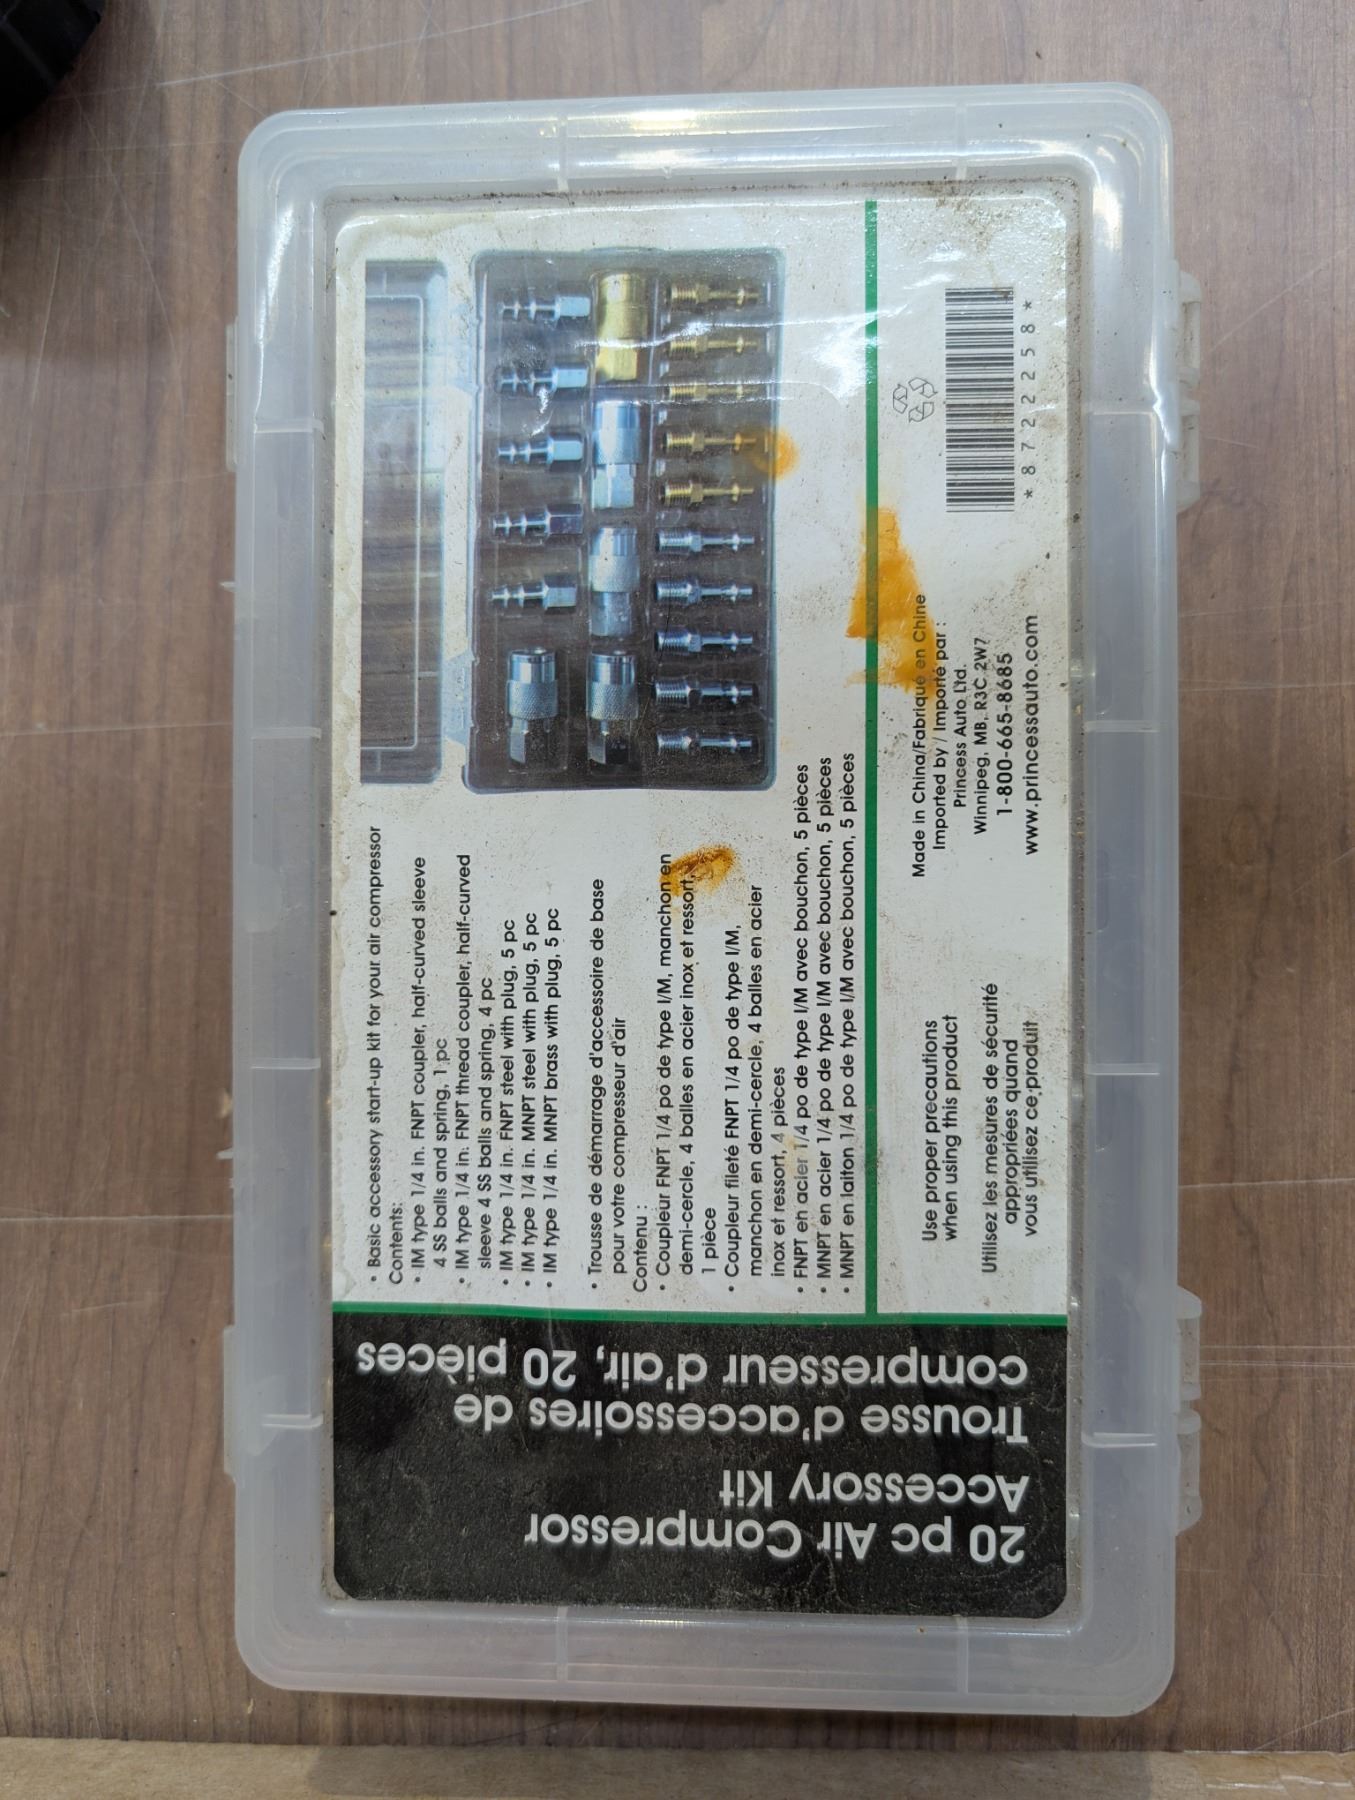 20 pc Air Compressor
Accessory Kit
Trousse d'accessoires de
compresseur d'air, 20 pièces
• Basic accessory start-up kit for your air compressor
Contents:
• IM type 1/4 in. FNPT coupler, half-curved sleeve
4 SS balls and spring, 1 pc
• IM type 1/4 in. FNPT thread coupler, half-curved
sleeve 4 SS balls and spring, 4 pc
• IM type 1/4 in. FNPT steel with plug, 5 pc
• IM type 1/4 in. MNPT steel with plug, 5 pc
• IM type 1/4 in. MNPT brass with plug, 5 pc
• Trousse de démarrage d'accessoire de base
pour votre compresseur d'air
Contenu :
• Coupleur FNPT 1/4 po de type I/M, manchon en
demi-cercle, 4 balles en acier inox et ressort,
1 pièce
• Coupleur fileté FNPT 1/4 po de type I/M,
manchon en demi-cercle, 4 balles en acier
inox et ressort, 4 pièces
• FNPT en acier 1/4 po de type I/M avec bouchon, 5 pièces
• MNPT en acier 1/4 po de type I/M avec bouchon, 5 pièces
• MNPT en laiton 1/4 po de type I/M avec bouchon, 5 pièces
Use proper precautions
when using this product
Utilisez les mesures de sécurité
appropriées quand
vous utilisez ce produit
Made in China/Fabriqué en Chine
Imported by / Importé par :
Princess Auto Ltd.
Winnipeg, MB, R3C 2W7
1-800-665-8685
www.princessauto.com
* 8 7 2 2 2 5 8 *